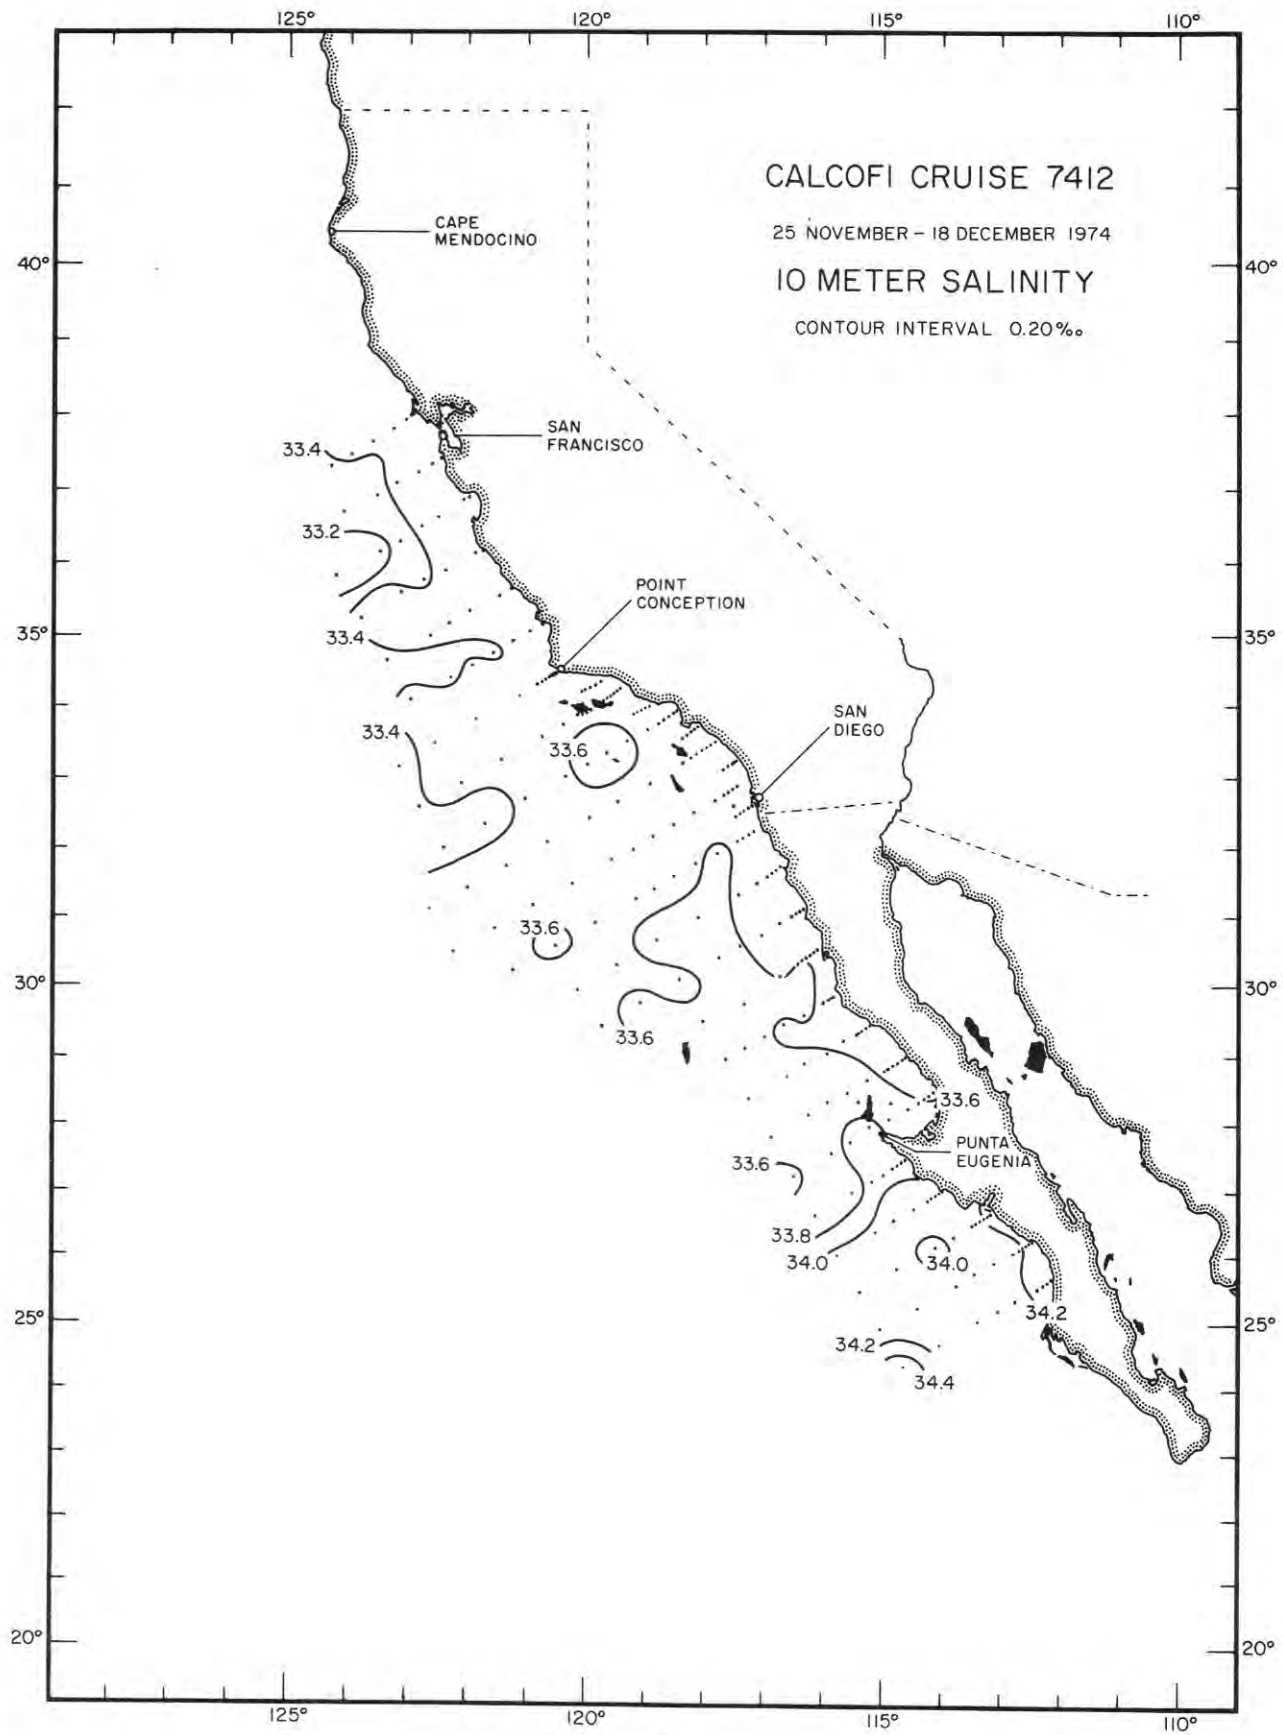 125°
120°
115°
110°
CALCOFI CRUISE 7412
25 NOVEMBER – 18 DECEMBER 1974
10 METER SALINITY
CONTOUR INTERVAL 0.20‰
CAPE
MENDOCINO
40°
40°
SAN
FRANCISCO
33.4
33.2
POINT
CONCEPTION
35°
33.4
35°
SAN
DIEGO
33.4
33.6
33.6
30°
30°
33.6
33.6
PUNTA
EUGENIA
33.6
33.8
34.0
34.0
25°
34.2
25°
34.2
34.4
20°
20°
125°
120°
115°
110°